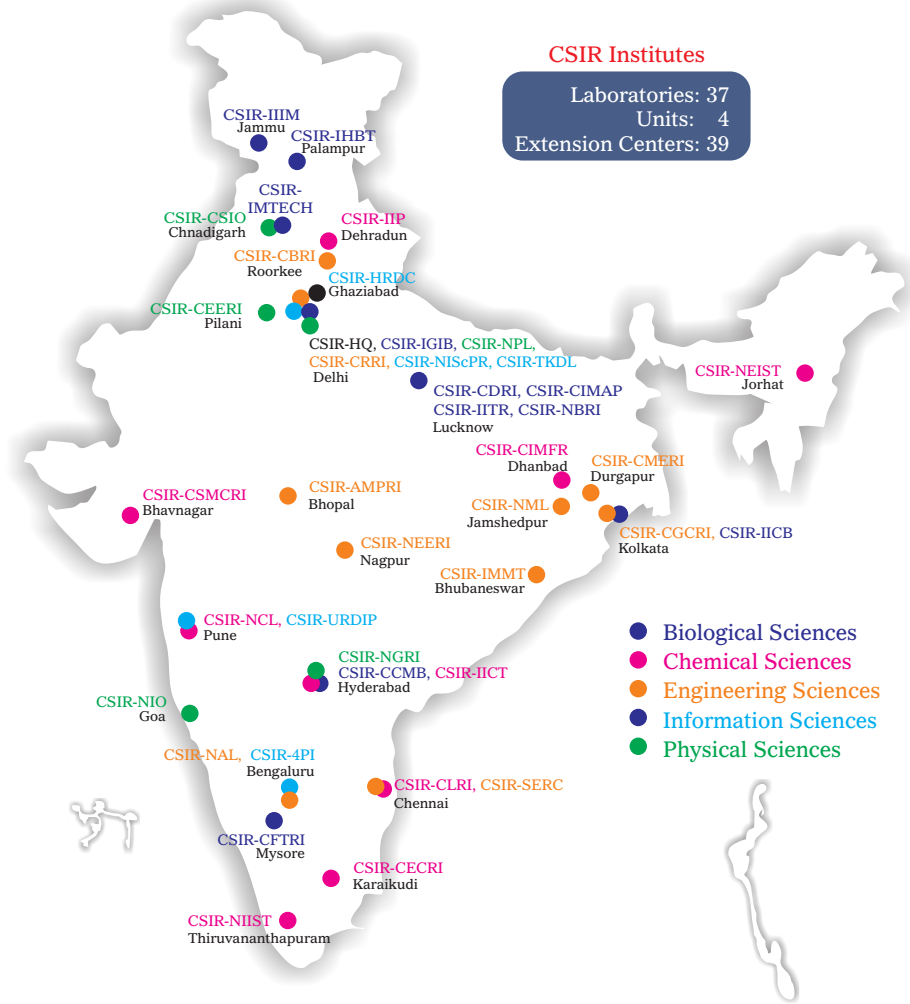 CSIR Institutes
Laboratories: 37
Units: 4
Extension Centers: 39
CSIR-IIIM
Jammu
CSIR-IHBT
Palampur
CSIR-
IMTECH
CSIR-CSIO
Chnadigarh
CSIR-IIP
Dehradun
CSIR-CBRI
Roorkee
CSIR-HRDC
Ghaziabad
CSIR-CEERI
Pilani
CSIR-HQ, CSIR-IGIB, CSIR-NPL,
CSIR-CRRI, CSIR-NIScPR, CSIR-TKDL
Delhi
CSIR-NEIST
Jorhat
CSIR-CDRI, CSIR-CIMAP
CSIR-IITR, CSIR-NBRI
Lucknow
CSIR-CIMFR
Dhanbad
CSIR-CMERI
Durgapur
CSIR-AMPRI
Bhopal
CSIR-CSMCRI
Bhavnagar
CSIR-NML
Jamshedpur
CSIR-CGCRI, CSIR-IICB
Kolkata
CSIR-NEERI
Nagpur
CSIR-IMMT
Bhubaneswar
CSIR-NCL, CSIR-URDIP
Pune
CSIR-NGRI
CSIR-CCMB, CSIR-IICT
Hyderabad
CSIR-NIO
Goa
Biological Sciences
Chemical Sciences
Engineering Sciences
Information Sciences
Physical Sciences
CSIR-NAL, CSIR-4PI
Bengaluru
CSIR-CLRI, CSIR-SERC
Chennai
CSIR-CFTRI
Mysore
CSIR-CECRI
Karaikudi
CSIR-NIIST
Thiruvananthapuram